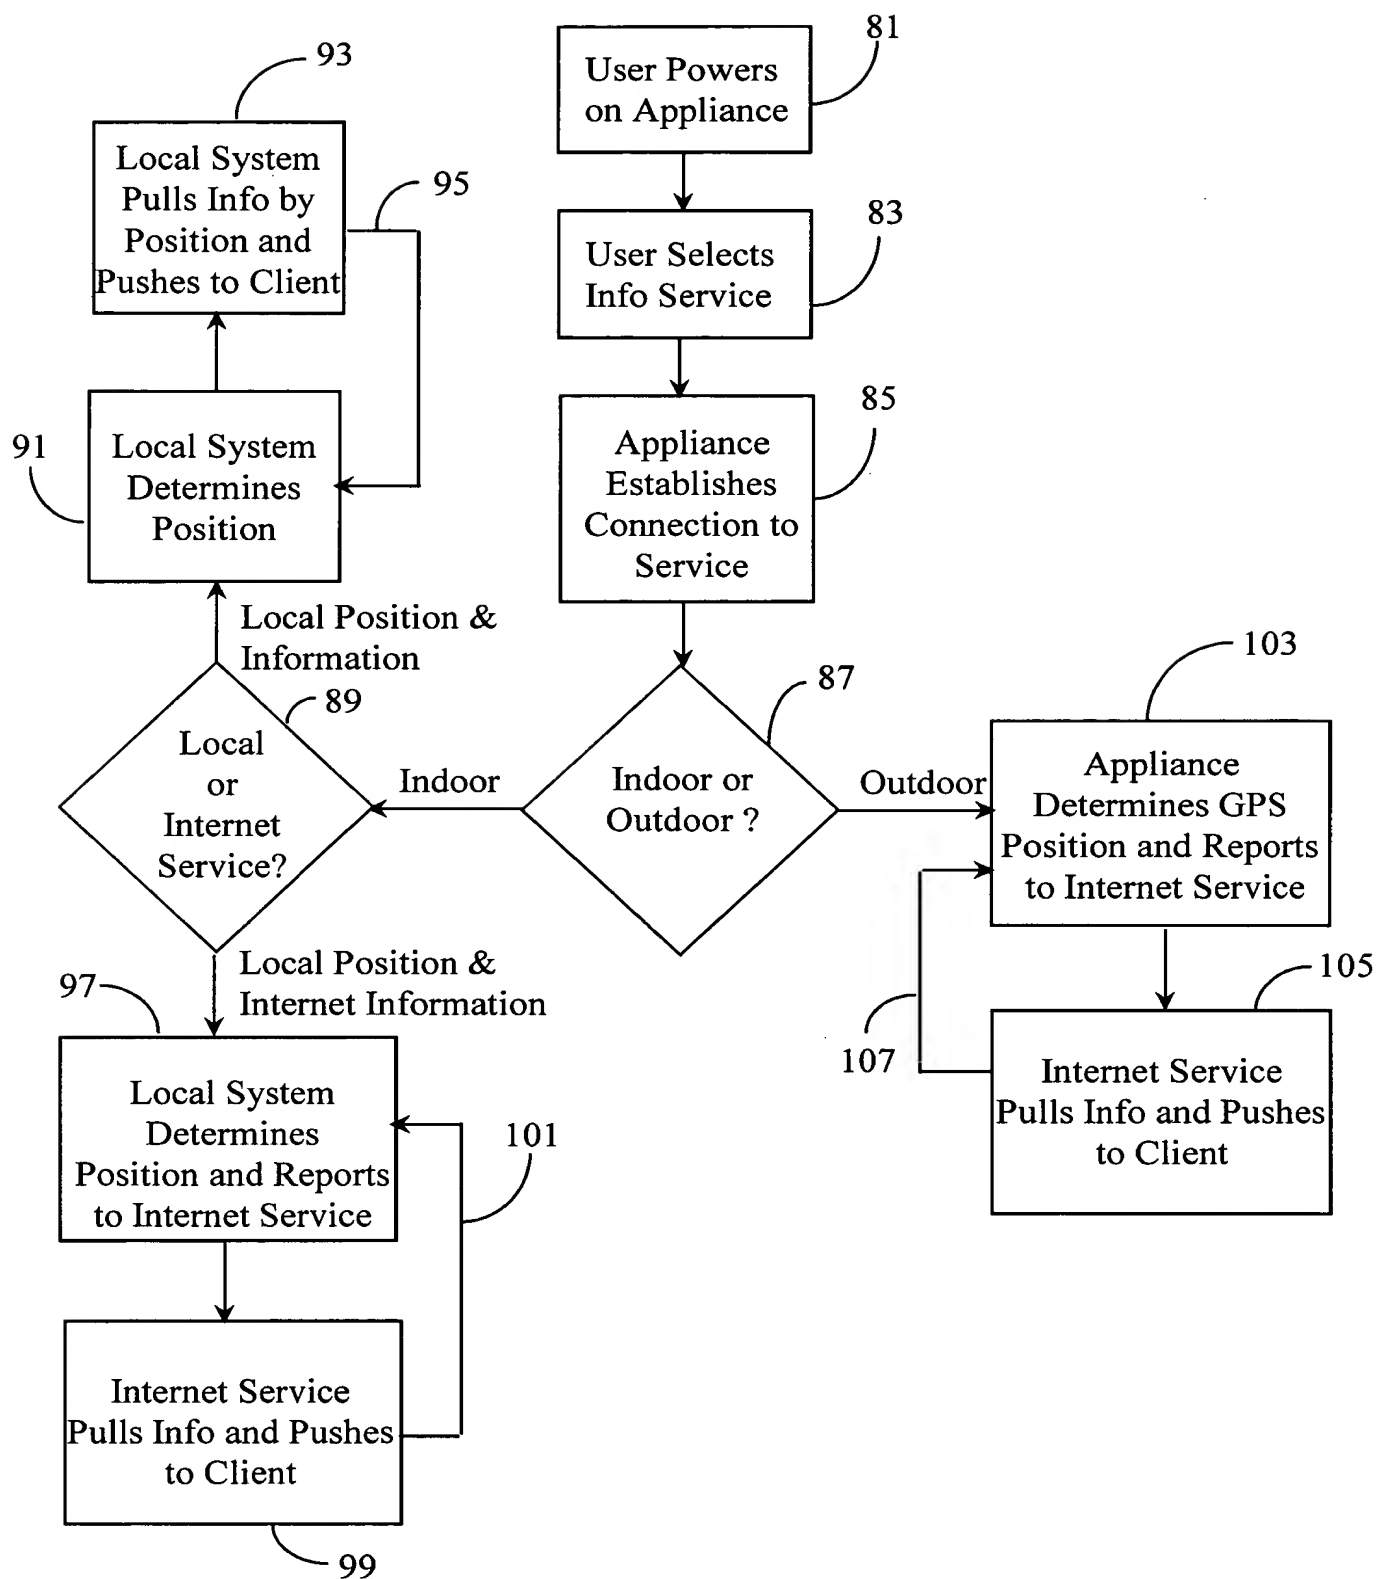 81
User Powers
on Appliance
83
User Selects
Info Service
85
Appliance
Establishes
Connection to
Service
87
Indoor or
Outdoor ?
Indoor
Outdoor
89
Local
or
Internet
Service?
Local Position &
Information
91
Local System
Determines
Position
93
Local System
Pulls Info by
Position and
Pushes to Client
95
Local Position &
Internet Information
97
Local System
Determines
Position and Reports
to Internet Service
101
Internet Service
Pulls Info and Pushes
to Client
99
103
Appliance
Determines GPS
Position and Reports
to Internet Service
105
107
Internet Service
Pulls Info and Pushes
to Client